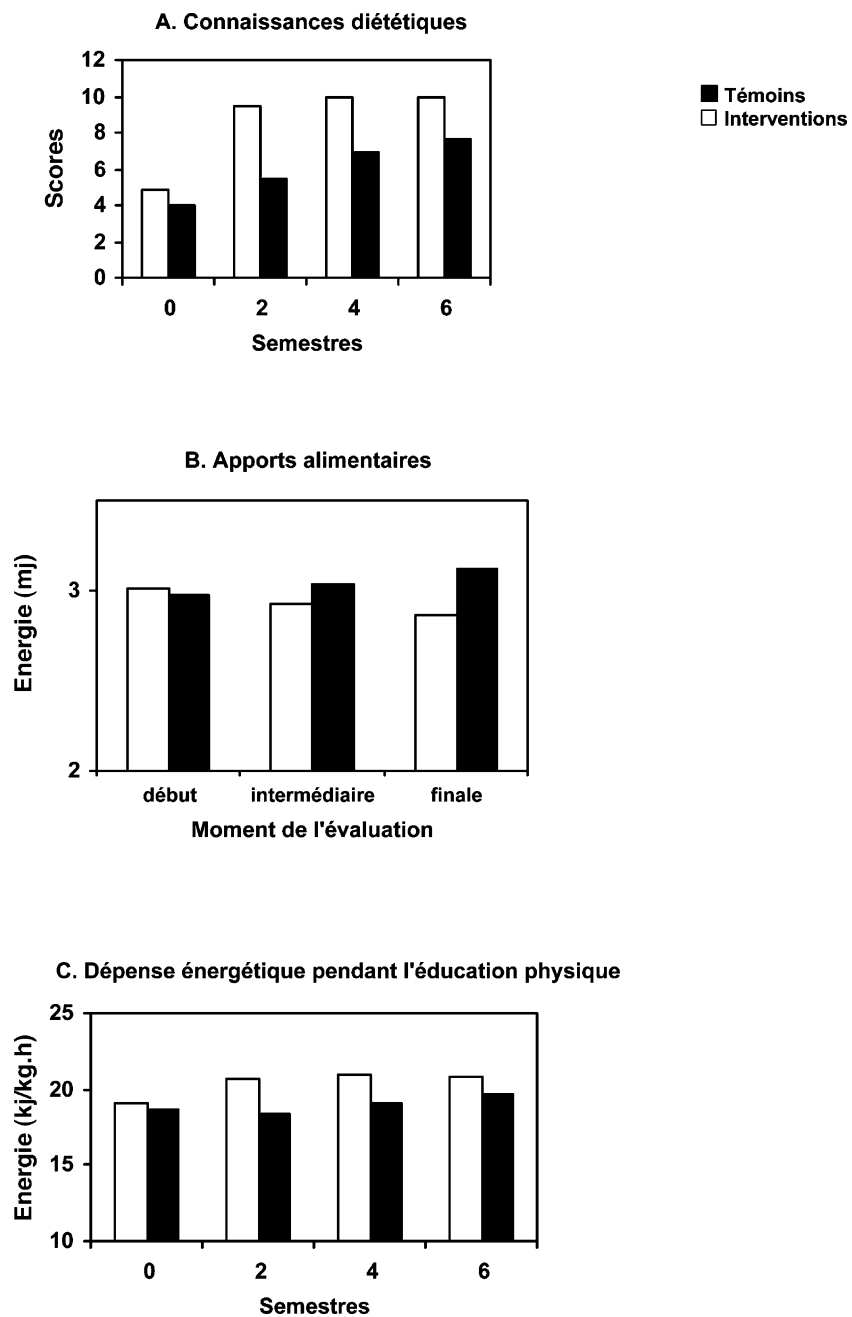 A. Connaissances diététiques
12
10
8
6
4
2
0
Scores
0 2 4 6
Semestres
Témoins
Interventions
B. Apports alimentaires
3
2
Energie (mj)
début intermédiaire finale
Moment de l'évaluation
C. Dépense énergétique pendant l'éducation physique
25
20
15
10
Energie (kj/kg.h)
0 2 4 6
Semestres